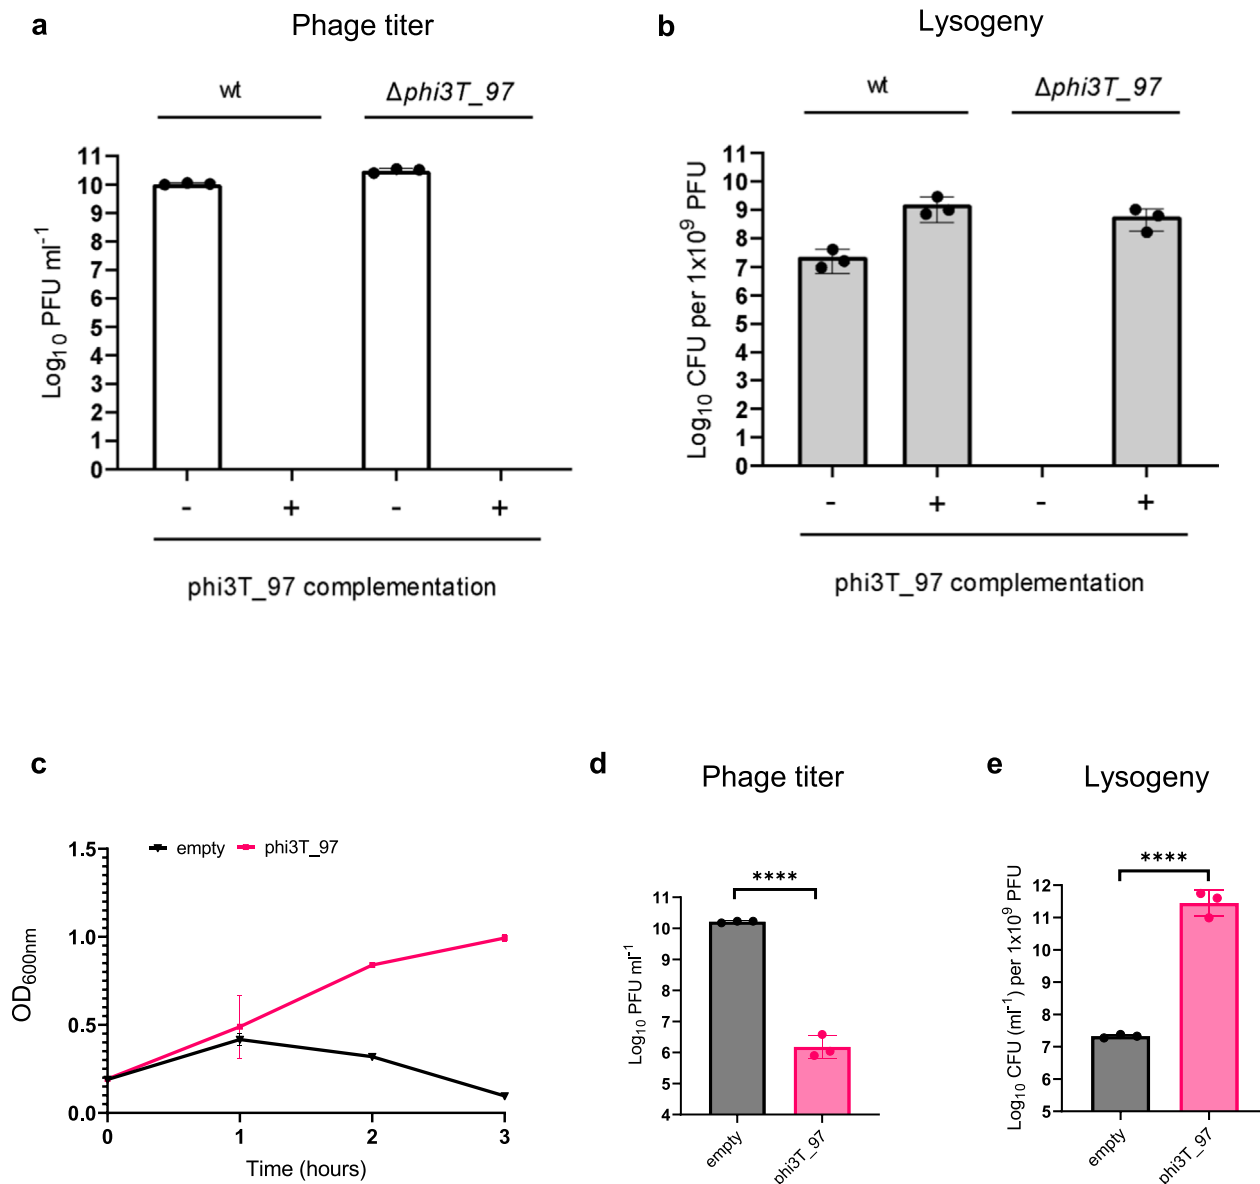 a
Phage titer
wt
Δphi3T_97
Log10 PFU ml-1
11
10
9
8
7
6
5
4
3
2
1
0
- + - +
phi3T_97 complementation
b
Lysogeny
wt
Δphi3T_97
Log10 CFU per 1x10^9 PFU
11
10
9
8
7
6
5
4
3
2
1
0
- + - +
phi3T_97 complementation
c
empty phi3T_97
OD600nm
1.5
1.0
0.5
0.0
0 1 2 3
Time (hours)
d
Phage titer
****
Log10 PFU ml-1
11
10
9
8
7
6
5
4
empty
phi3T_97
e
Lysogeny
****
Log10 CFU (ml-1) per 1x10^9 PFU
12
11
10
9
8
7
6
5
empty
phi3T_97